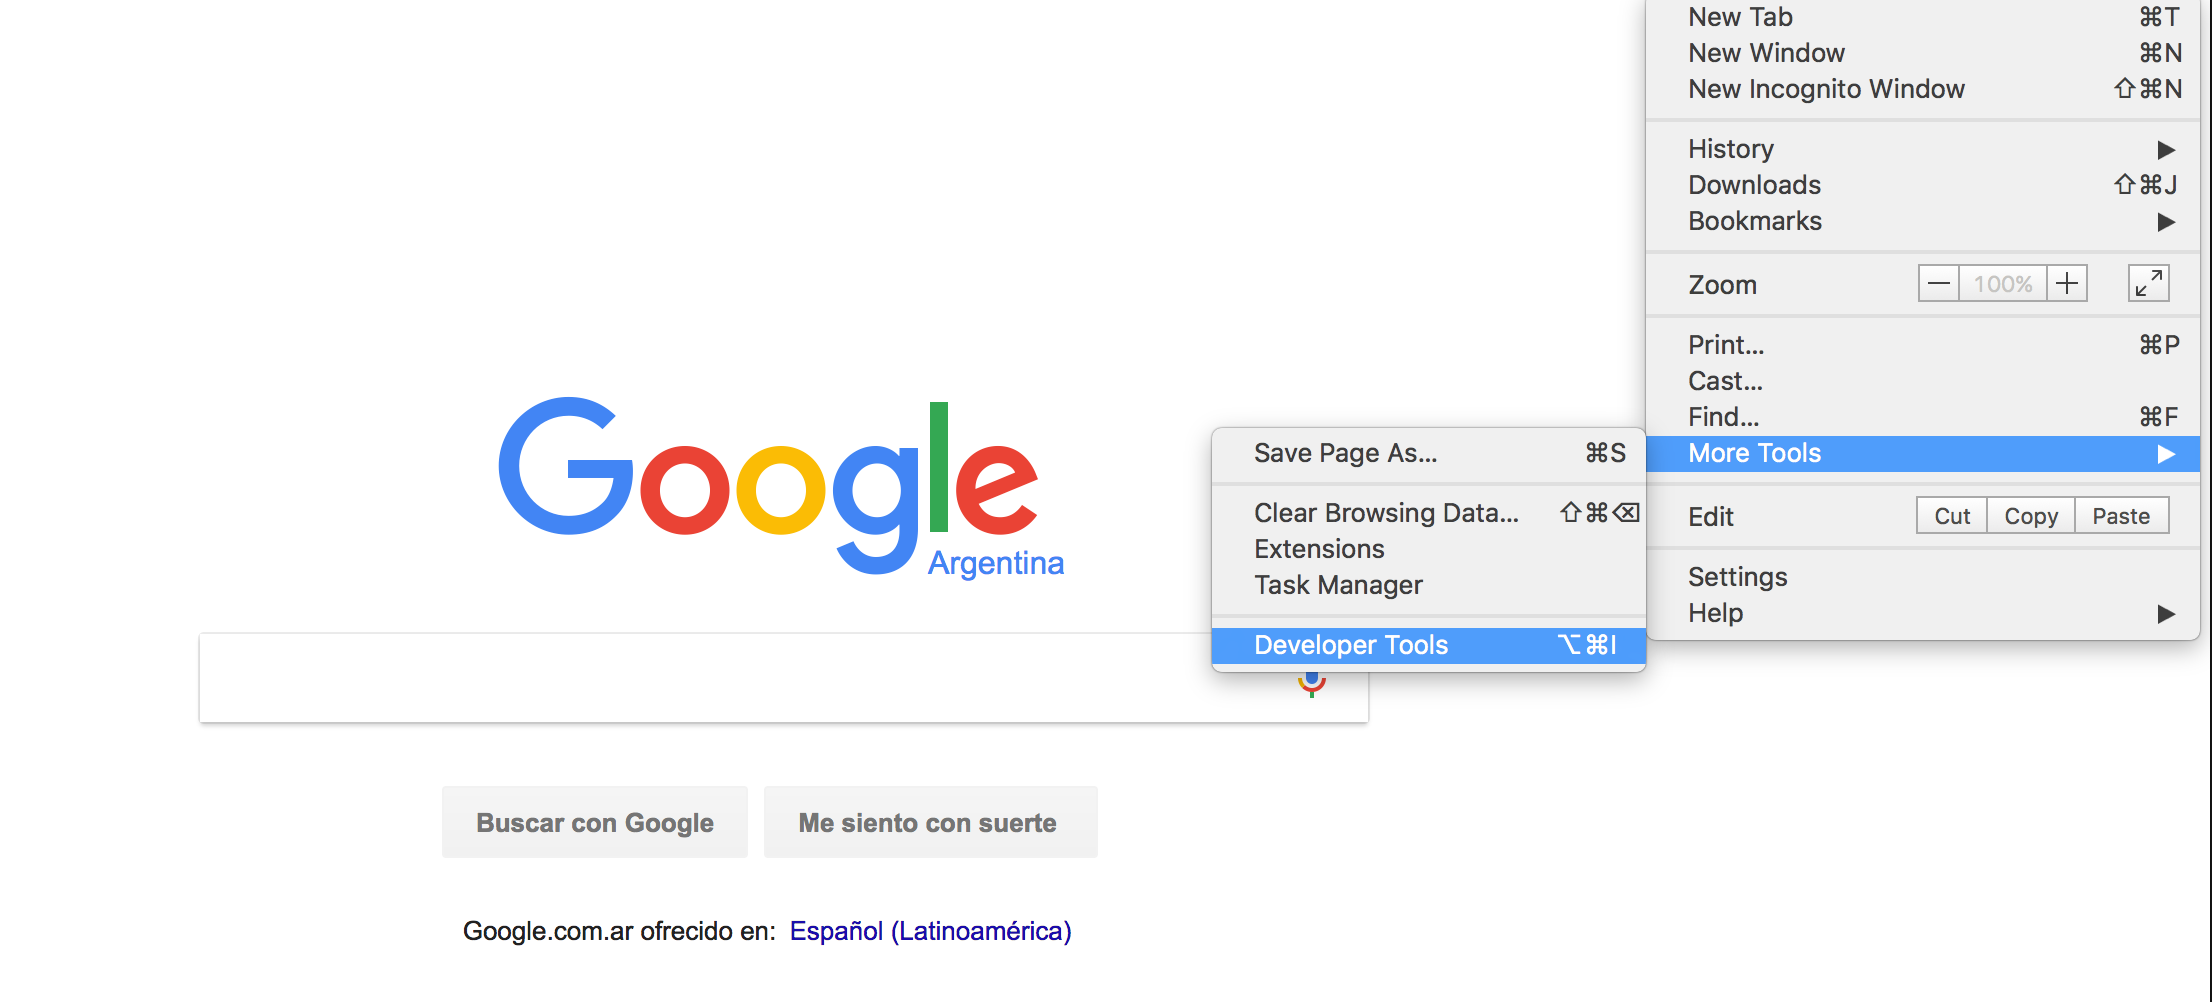 New Tab ⌘T
New Window ⌘N
New Incognito Window ⇧⌘N
History ▶
Downloads ⇧⌘J
Bookmarks ▶
Zoom — 100% +
Print... ⌘P
Cast...
Find... ⌘F
More Tools ▶
Edit Cut Copy Paste
Settings
Help ▶
Save Page As... ⌘S
Clear Browsing Data... ⇧⌘⌫
Extensions
Task Manager
Developer Tools ⌥⌘I
Google
Argentina
Buscar con Google Me siento con suerte
Google.com.ar ofrecido en: Español (Latinoamérica)